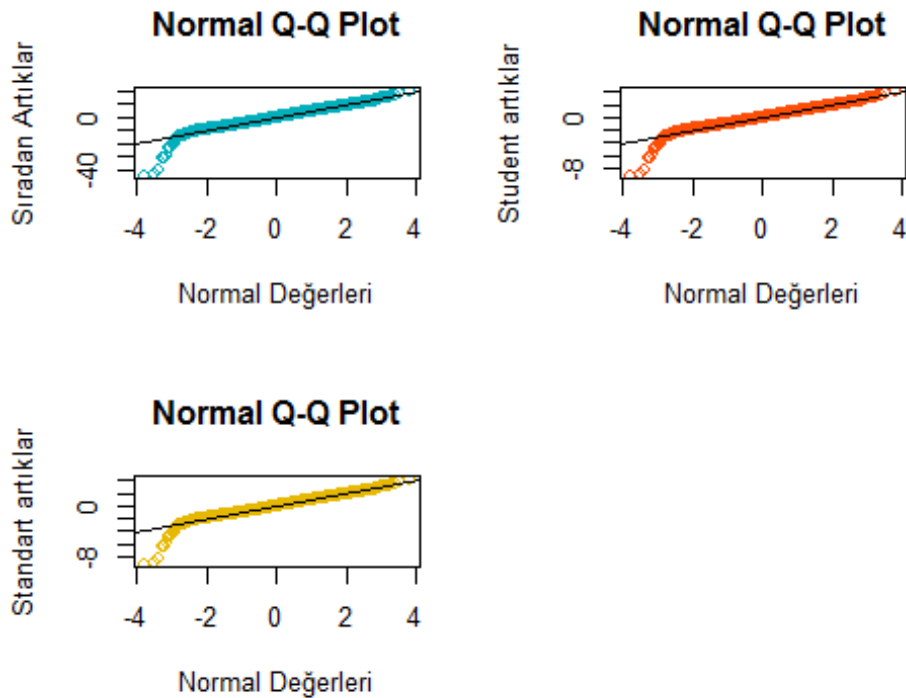 Normal Q-Q Plot
Sıradan Artıklar
0
-40
-4 -2 0 2 4
Normal Değerleri
Normal Q-Q Plot
Student artıklar
0
-8
-4 -2 0 2 4
Normal Değerleri
Normal Q-Q Plot
Standart artıklar
0
-8
-4 -2 0 2 4
Normal Değerleri